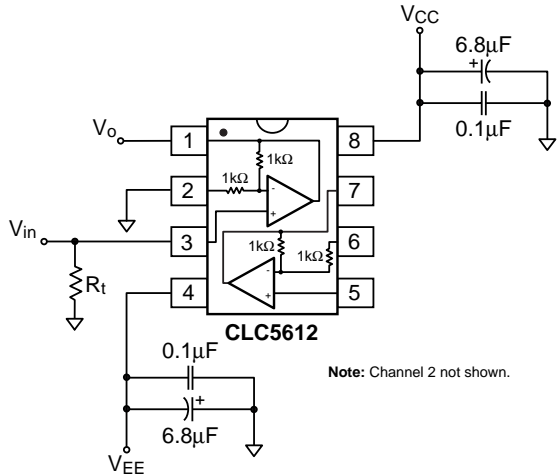 VCC
6.8µF
+
0.1µF
Vo
1
8
1kΩ
2
1kΩ
-
+
7
Vin
3
1kΩ
1kΩ
6
Rt
4
-
+
5
CLC5612
0.1µF
Note: Channel 2 not shown.
+
6.8µF
VEE